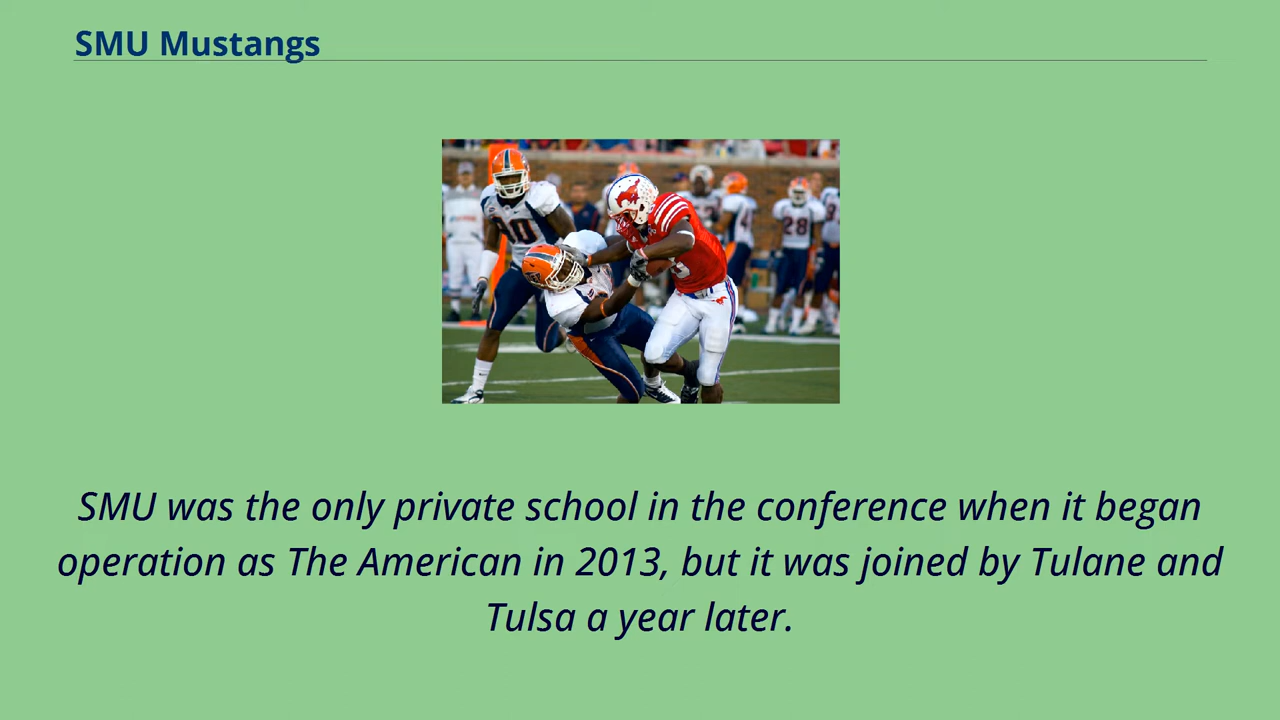 SMU Mustangs
28
SMU was the only private school in the conference when it began
operation as The American in 2013, but it was joined by Tulane and
Tulsa a year later.